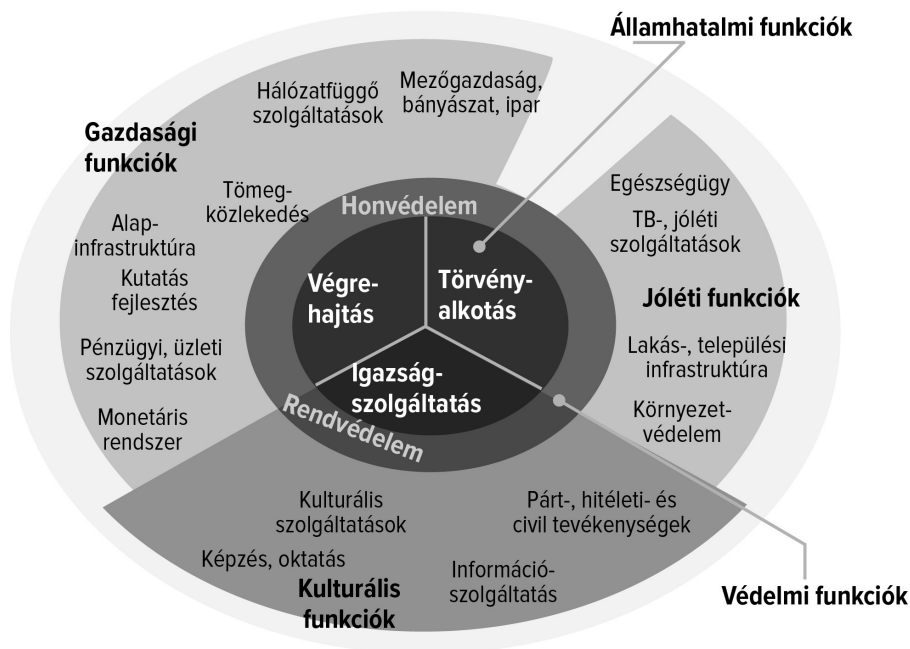 Államhatalmi funkciók
Hálózatfüggő
szolgáltatások
Mezőgazdaság,
bányászat, ipar
Gazdasági
funkciók
Tömeg-
közlekedés
Alap-
infrastruktúra
Kutatás
fejlesztés
Pénzügyi, üzleti
szolgáltatások
Monetáris
rendszer
Honvédelem
Végre-
hajtás
Törvény-
alkotás
Igazság-
szolgáltatás
Rendvédelem
Egészségügy
TB-, jóléti
szolgáltatások
Jóléti funkciók
Lakás-, települési
infrastruktúra
Környezet-
védelem
Kulturális
szolgáltatások
Párt-, hitéleti- és
civil tevékenységek
Képzés, oktatás
Kulturális
funkciók
Információ-
szolgáltatás
Védelmi funkciók